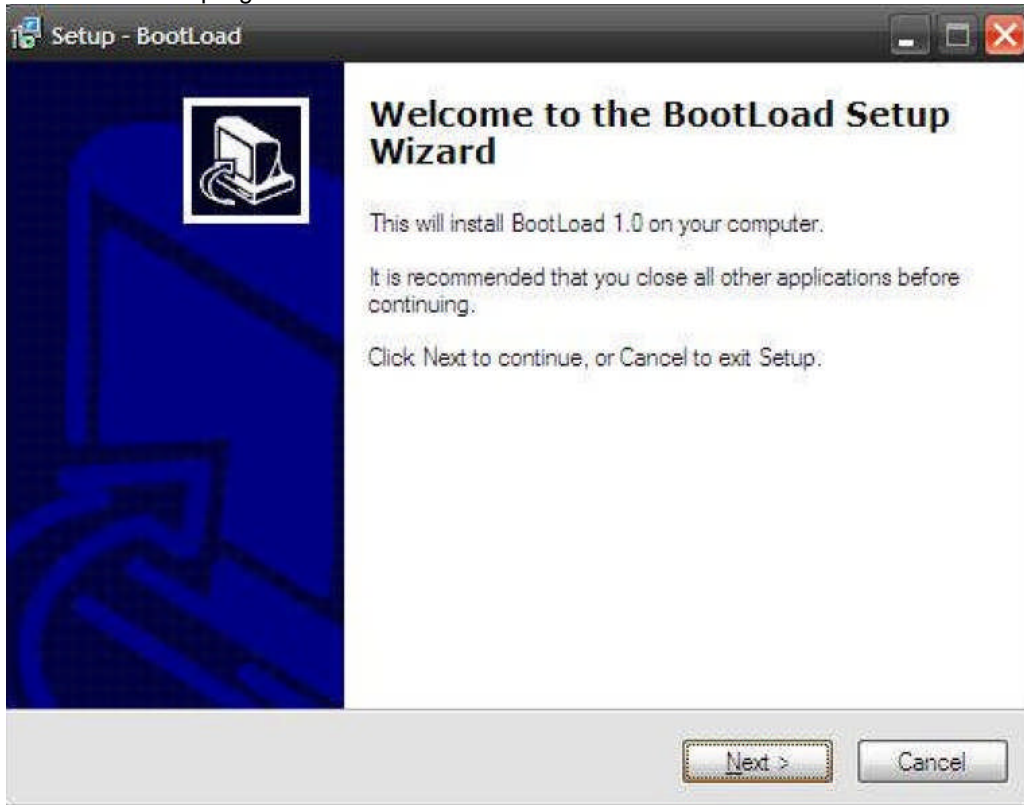 Setup - BootLoad
Welcome to the BootLoad Setup
Wizard
This will install BootLoad 1.0 on your computer.
It is recommended that you close all other applications before
continuing.
Click Next to continue, or Cancel to exit Setup.
Next >
Cancel